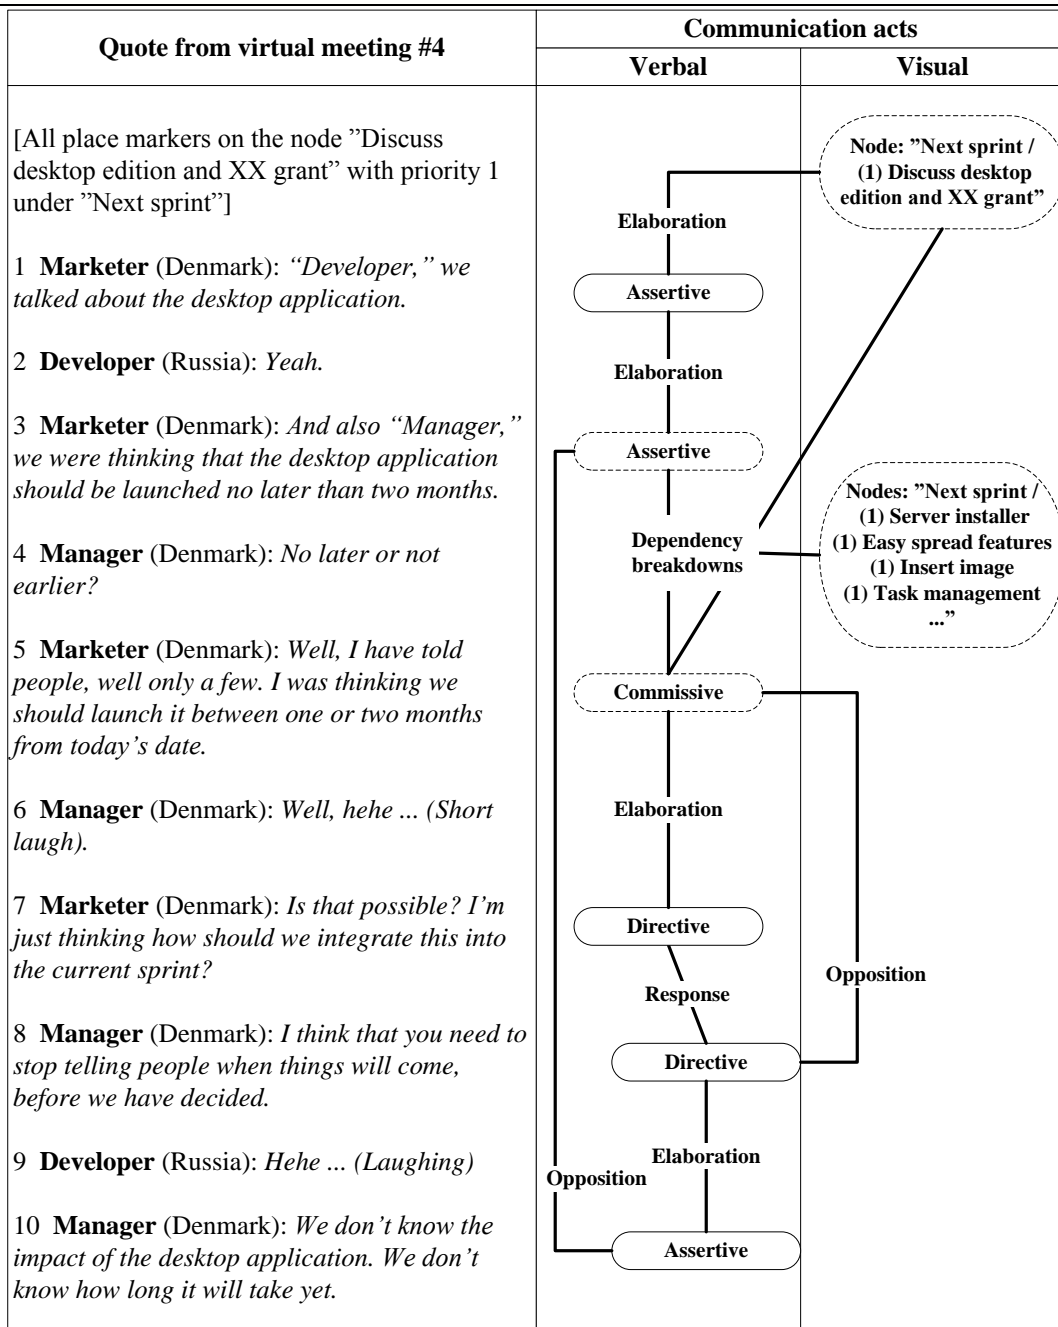 Quote from virtual meeting #4
Communication acts
Verbal
Visual
[All place markers on the node ”Discuss
desktop edition and XX grant” with priority 1
under ”Next sprint”]
1 Marketer (Denmark): “Developer,” we
talked about the desktop application.
2 Developer (Russia): Yeah.
3 Marketer (Denmark): And also “Manager,”
we were thinking that the desktop application
should be launched no later than two months.
4 Manager (Denmark): No later or not
earlier?
5 Marketer (Denmark): Well, I have told
people, well only a few. I was thinking we
should launch it between one or two months
from today’s date.
6 Manager (Denmark): Well, hehe ... (Short
laugh).
7 Marketer (Denmark): Is that possible? I’m
just thinking how should we integrate this into
the current sprint?
8 Manager (Denmark): I think that you need to
stop telling people when things will come,
before we have decided.
9 Developer (Russia): Hehe ... (Laughing)
10 Manager (Denmark): We don’t know the
impact of the desktop application. We don’t
know how long it will take yet.
Node: ”Next sprint /
(1) Discuss desktop
edition and XX grant”
Elaboration
Assertive
Elaboration
Assertive
Nodes: ”Next sprint /
(1) Server installer
(1) Easy spread features
(1) Insert image
(1) Task management
...”
Dependency
breakdowns
Commissive
Elaboration
Directive
Opposition
Response
Directive
Elaboration
Opposition
Assertive